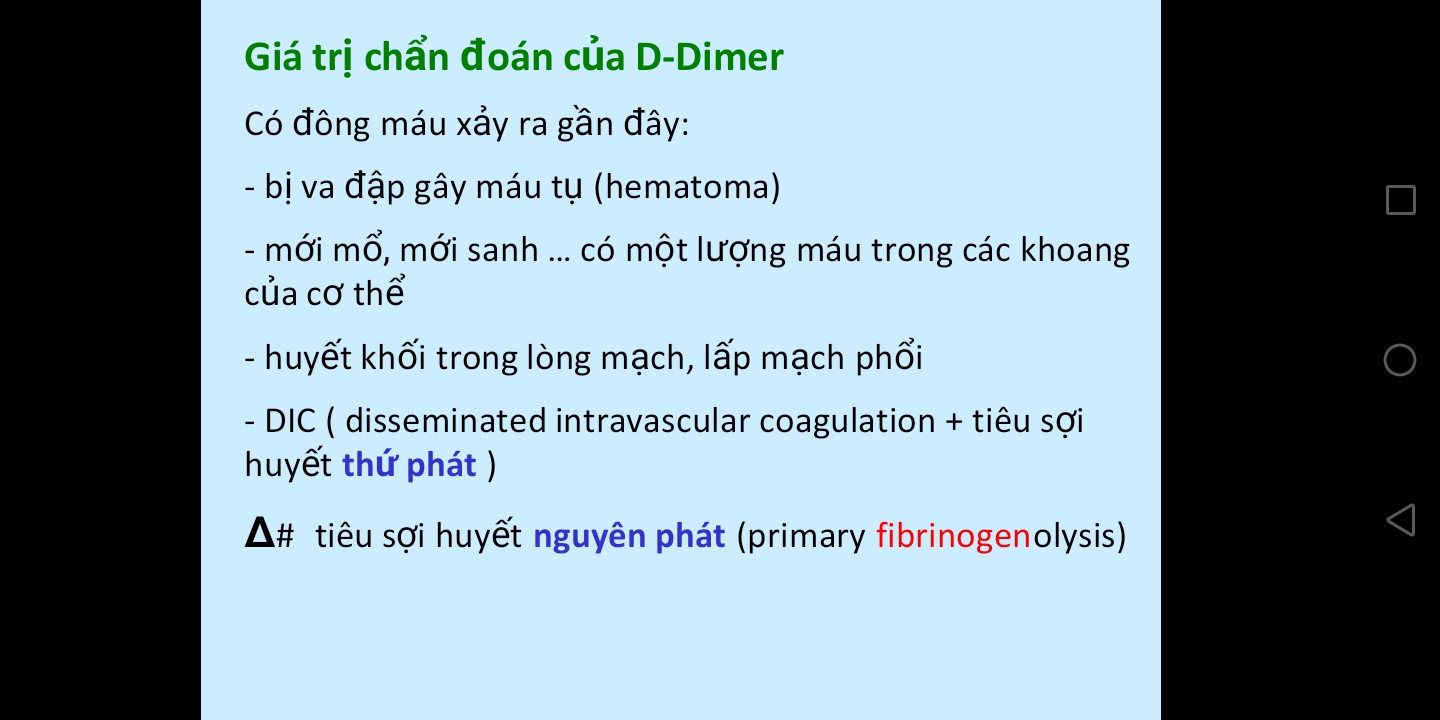 Giá trị chẩn đoán của D-Dimer
Có đông máu xảy ra gần đây:
- bị va đập gây máu tụ (hematoma)
- mới mổ, mới sanh ... có một lượng máu trong các khoang
của cơ thể
- huyết khối trong lòng mạch, lấp mạch phổi
- DIC ( disseminated intravascular coagulation + tiêu sợi
huyết thứ phát )
Δ# tiêu sợi huyết nguyên phát (primary fibrinogenolysis)